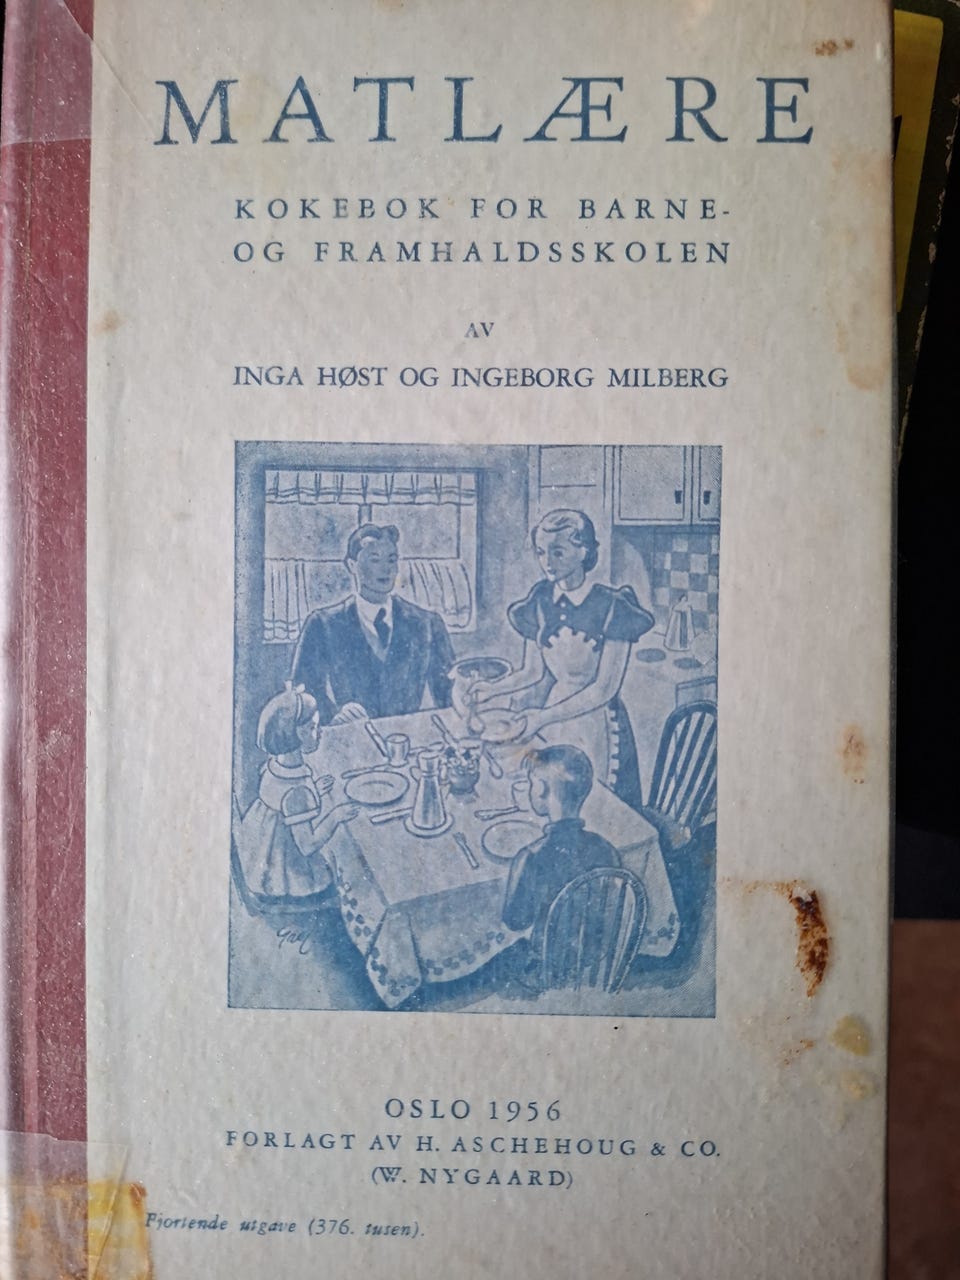 MATLÆRE
KOKEBOK FOR BARNE-
OG FRAMHALDSSKOLEN
AV
INGA HØST OG INGEBORG MILBERG
OSLO 1956
FORLAGT AV H. ASCHEHOUG & CO.
(W. NYGAARD)
Fjortende utgave (376. tusen).